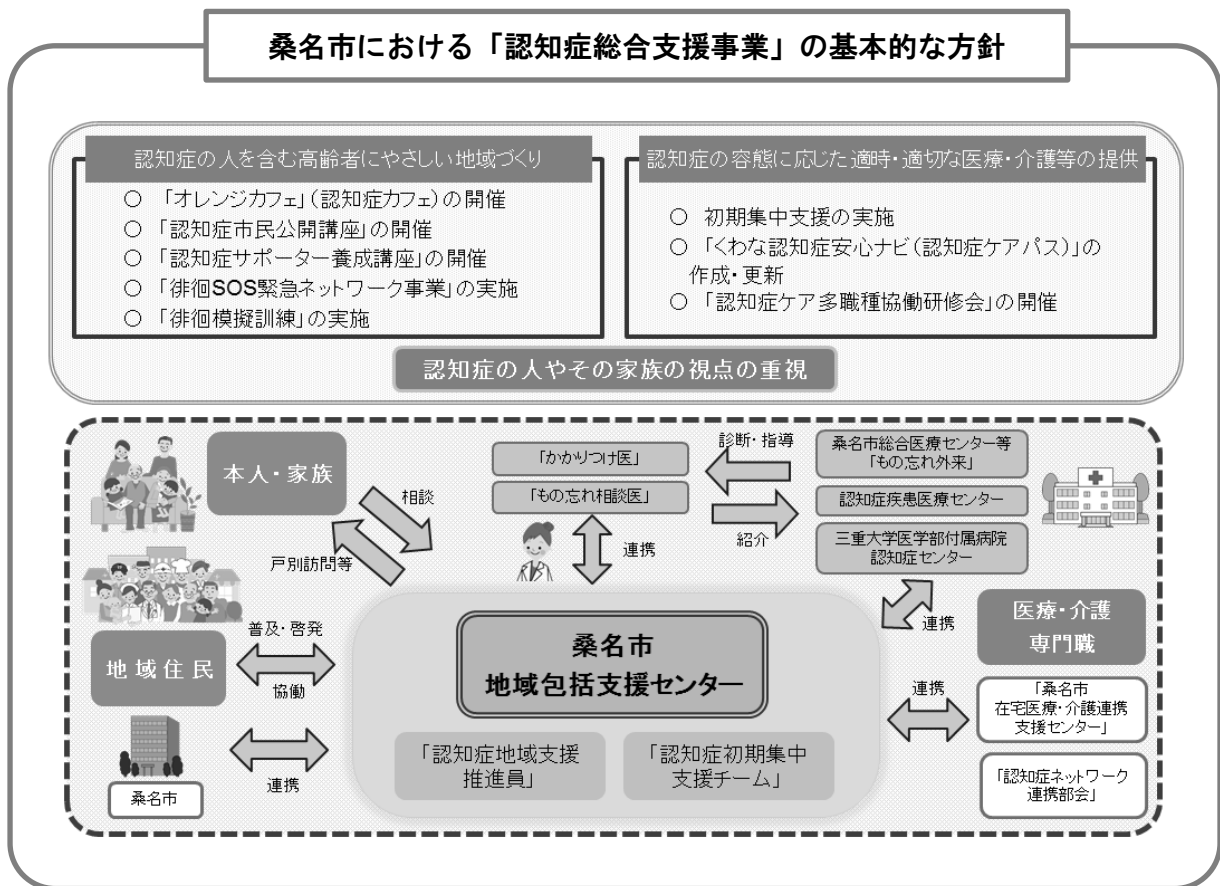 桑名市における「認知症総合支援事業」の基本的な方針
認知症の人を含む高齢者にやさしい地域づくり
○ 「オレンジカフェ」(認知症カフェ)の開催
○ 「認知症市民公開講座」の開催
○ 「認知症サポーター養成講座」の開催
○ 「徘徊SOS緊急ネットワーク事業」の実施
○ 「徘徊模擬訓練」の実施
認知症の容態に応じた適時・適切な医療・介護等の提供
○ 初期集中支援の実施
○ 「くわな認知症安心ナビ(認知症ケアパス)」の
作成・更新
○ 「認知症ケア多職種協働研修会」の開催
認知症の人やその家族の視点の重視
本人・家族
相談
戸別訪問等
「かかりつけ医」
「もの忘れ相談医」
連携
診断・指導
紹介
桑名市総合医療センター等
「もの忘れ外来」
認知症疾患医療センター
三重大学医学部付属病院
認知症センター
連携
医療・介護
専門職
地域住民
普及・啓発
協働
桑名市
地域包括支援センター
連携
「桑名市
在宅医療・介護連携
支援センター」
桑名市
連携
「認知症地域支援
推進員」
「認知症初期集中
支援チーム」
「認知症ネットワーク
連携部会」